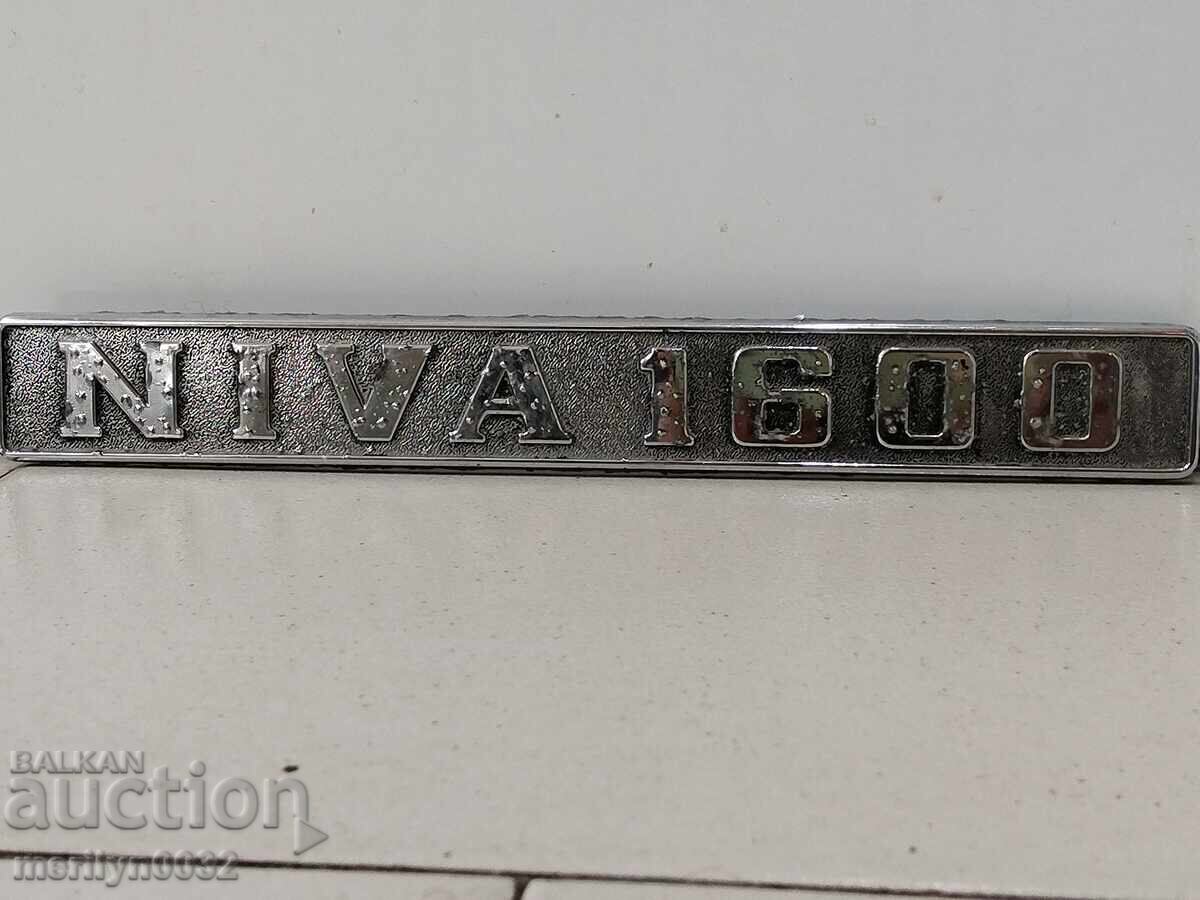 NIVA 1600
BALKAN
auction
merilyn0032